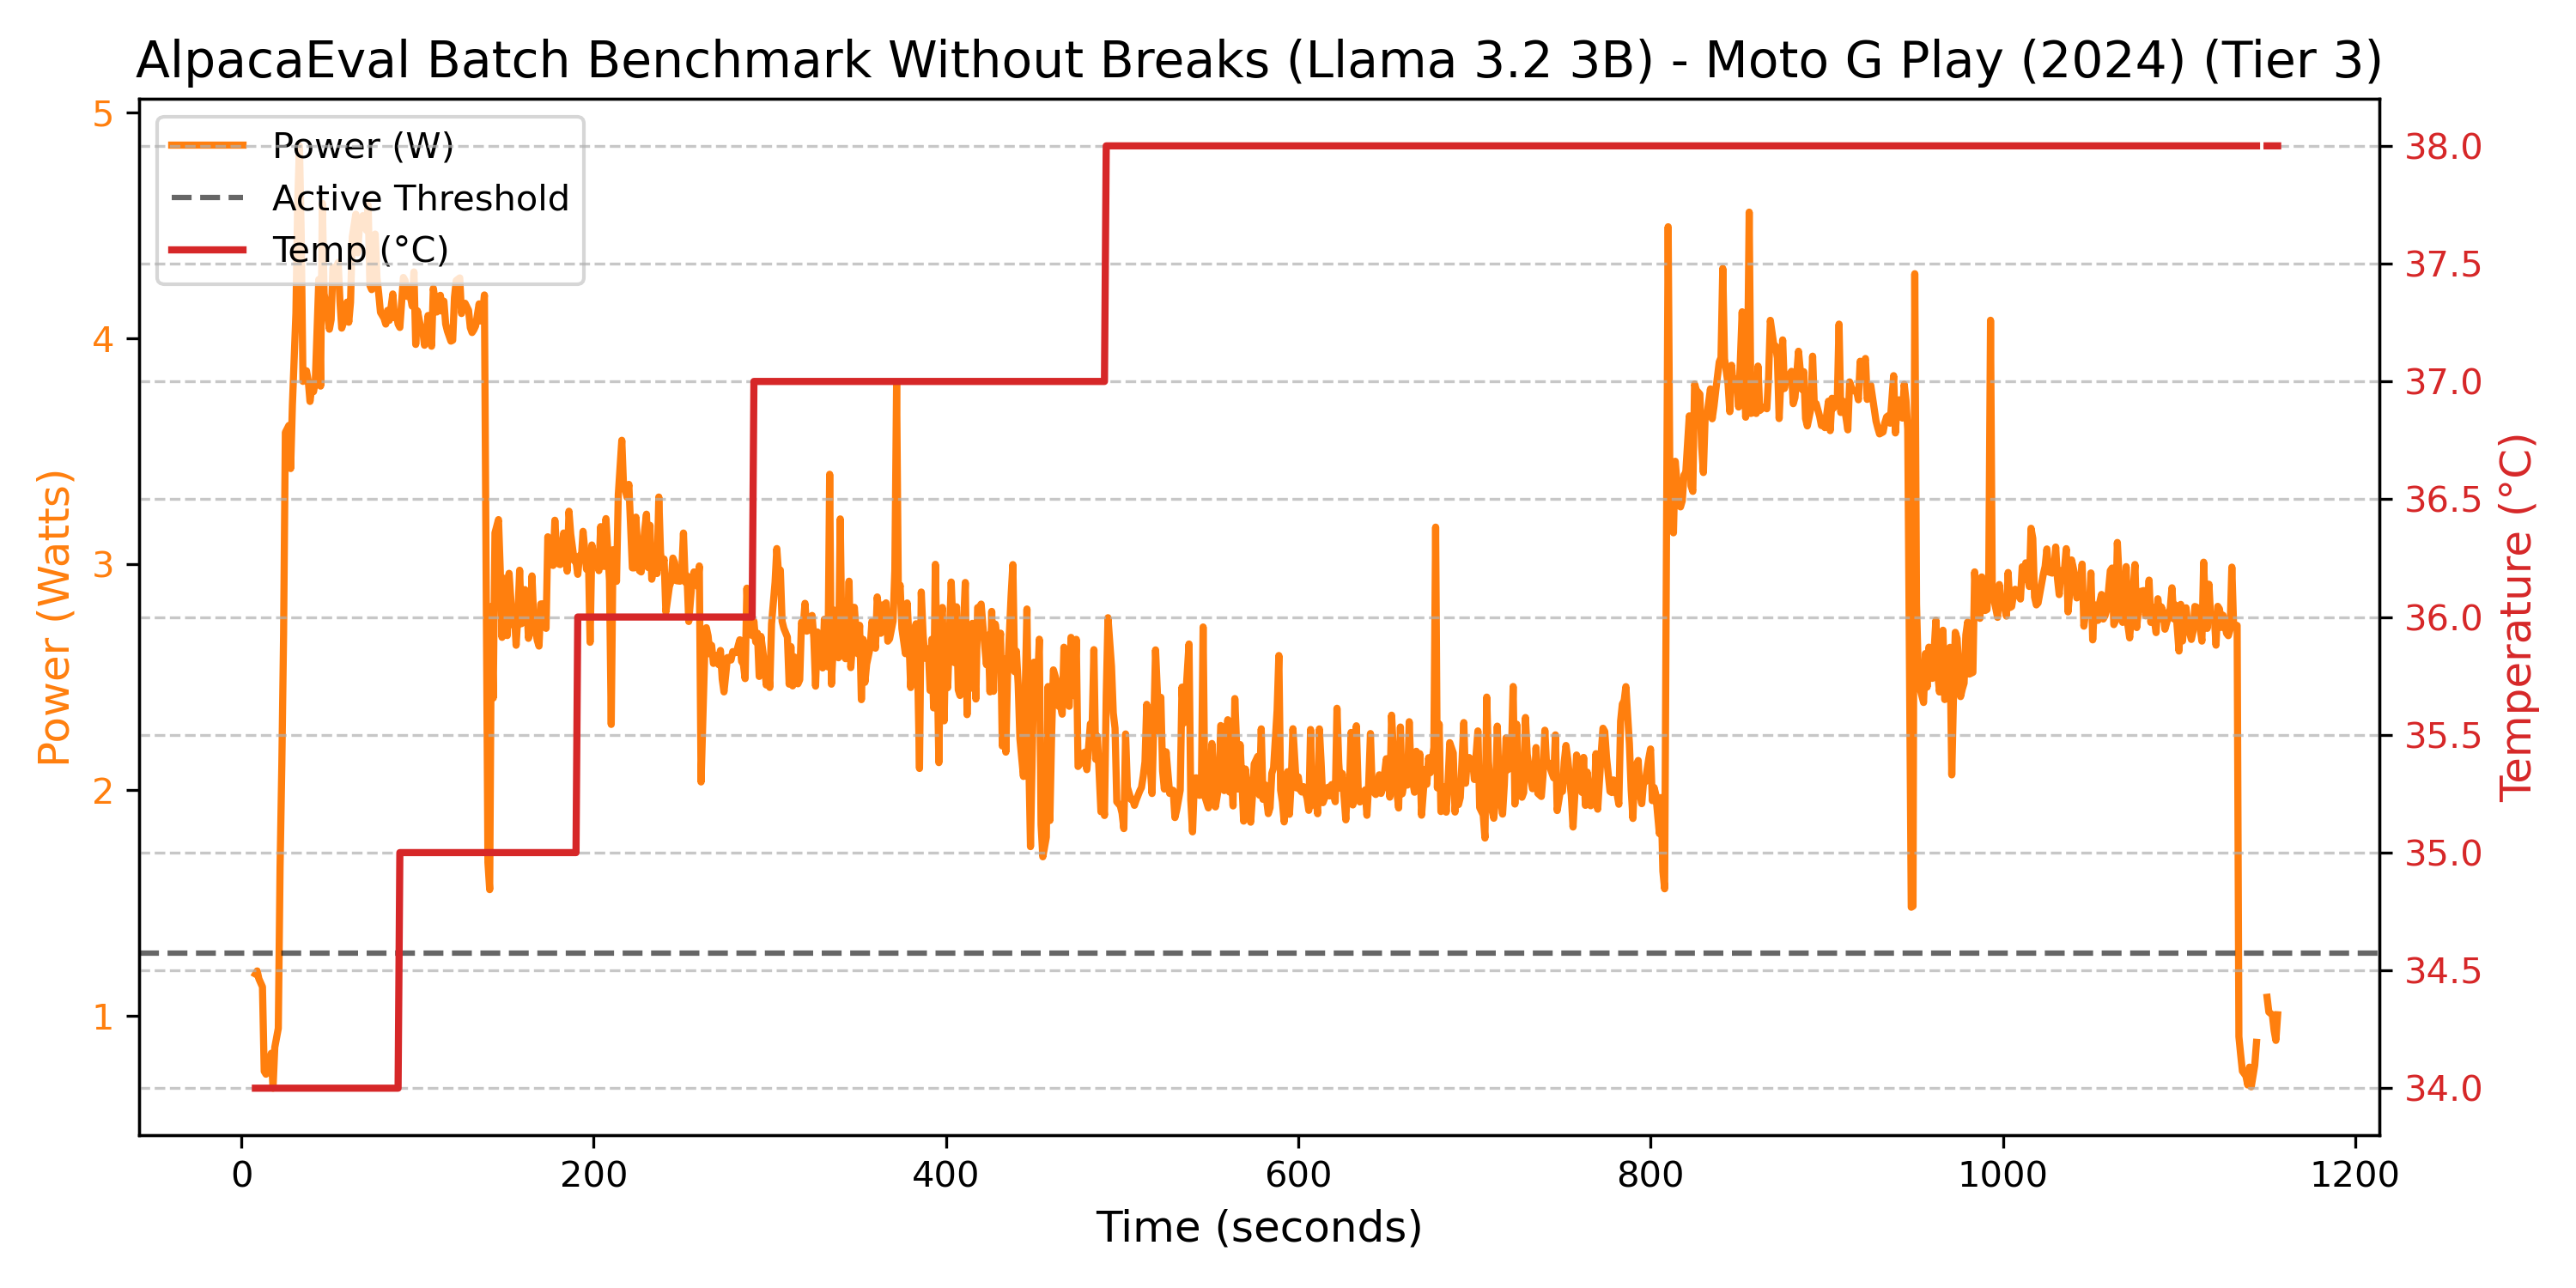 AlpacaEval Batch Benchmark Without Breaks (Llama 3.2 3B) - Moto G Play (2024) (Tier 3)
Power (W)
Active Threshold
Temp (°C)
Power (Watts)
5
4
3
2
1
38.0
37.5
37.0
36.5
36.0
35.5
35.0
34.5
34.0
Temperature (°C)
0 200 400 600 800 1000 1200
Time (seconds)